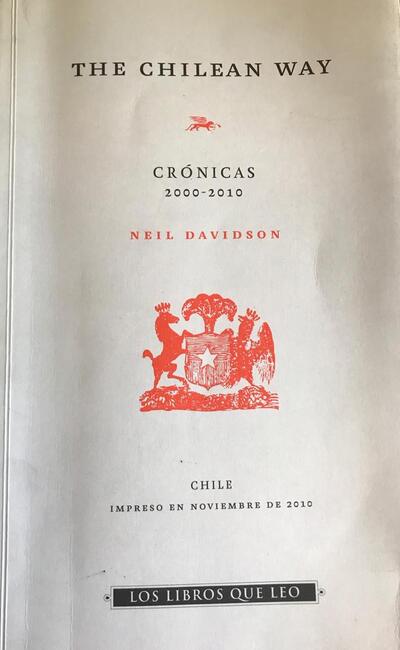 THE CHILEAN WAY
CRÓNICAS
2000-2010
NEIL DAVIDSON
CHILE
IMPRESO EN NOVIEMBRE DE 2010
LOS LIBROS QUE LEO